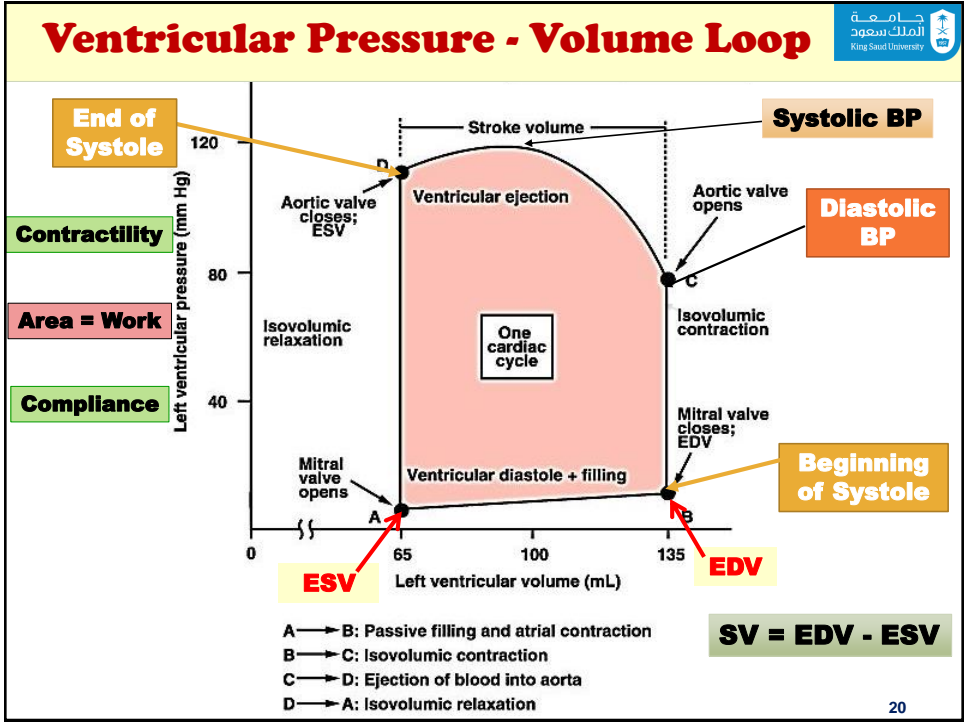 Ventricular Pressure - Volume Loop
جــامــعــة
الملك سعود
King Saud University
End of
Systole
Systolic BP
Stroke volume
120
D
Aortic valve
closes;
ESV
Ventricular ejection
Aortic valve
opens
Diastolic
BP
Contractility
Left ventricular pressure (mm Hg)
80
C
Area = Work
Isovolumic
relaxation
One
cardiac
cycle
Isovolumic
contraction
Compliance
40
Mitral valve
closes;
EDV
Mitral
valve
opens
Ventricular diastole + filling
Beginning
of Systole
A
B
0
65
100
135
ESV
EDV
Left ventricular volume (mL)
A → B: Passive filling and atrial contraction
B → C: Isovolumic contraction
C → D: Ejection of blood into aorta
D → A: Isovolumic relaxation
SV = EDV - ESV
20